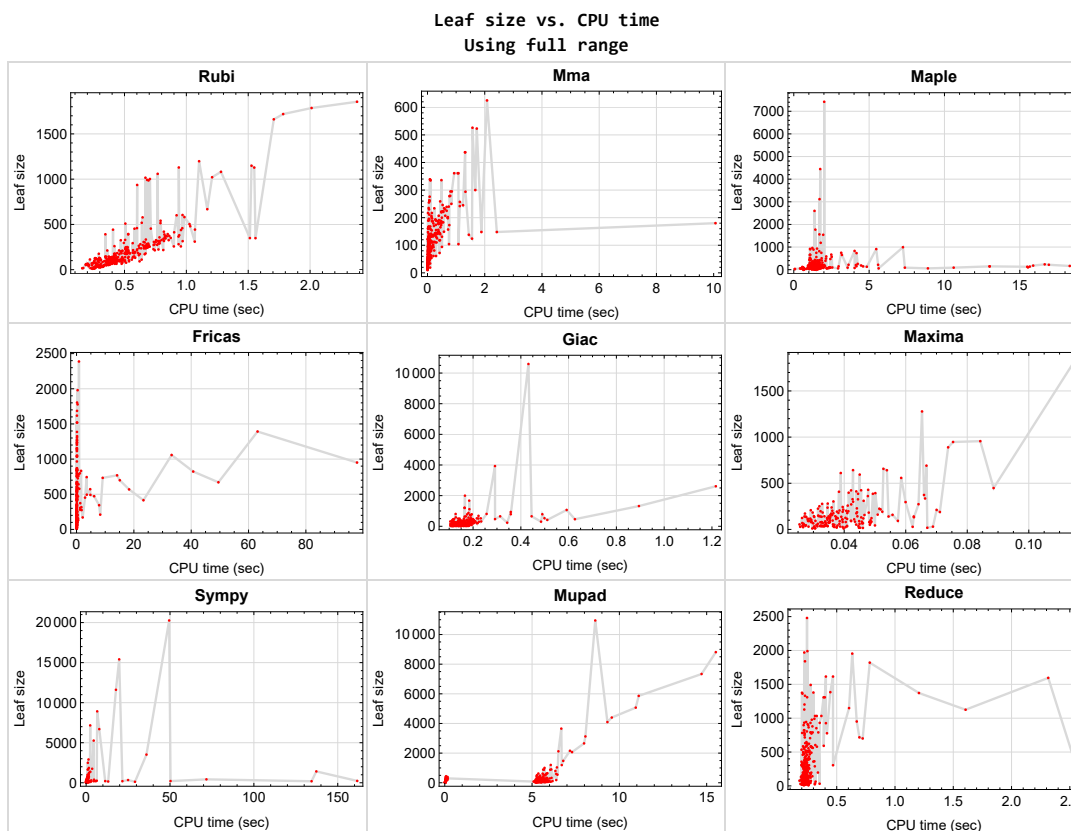 Leaf size vs. CPU time
Using full range
Rubi
Mma
Maple
Leaf size
1500
1000
500
0
0.5 1.0 1.5 2.0
CPU time (sec)
Leaf size
600
500
400
300
200
100
0
0 2 4 6 8 10
CPU time (sec)
Leaf size
7000
6000
5000
4000
3000
2000
1000
0
0 5 10 15
CPU time (sec)
Fricas
Giac
Maxima
Leaf size
2500
2000
1500
1000
500
0
0 20 40 60 80
CPU time (sec)
Leaf size
10 000
8000
6000
4000
2000
0
0.2 0.4 0.6 0.8 1.0 1.2
CPU time (sec)
Leaf size
1500
1000
500
0
0.04 0.06 0.08 0.10
CPU time (sec)
Sympy
Mupad
Reduce
Leaf size
20 000
15 000
10 000
5000
0
0 50 100 150
CPU time (sec)
Leaf size
10 000
8000
6000
4000
2000
0
0 5 10 15
CPU time (sec)
Leaf size
2500
2000
1500
1000
500
0
0.5 1.0 1.5 2.0
CPU time (sec)